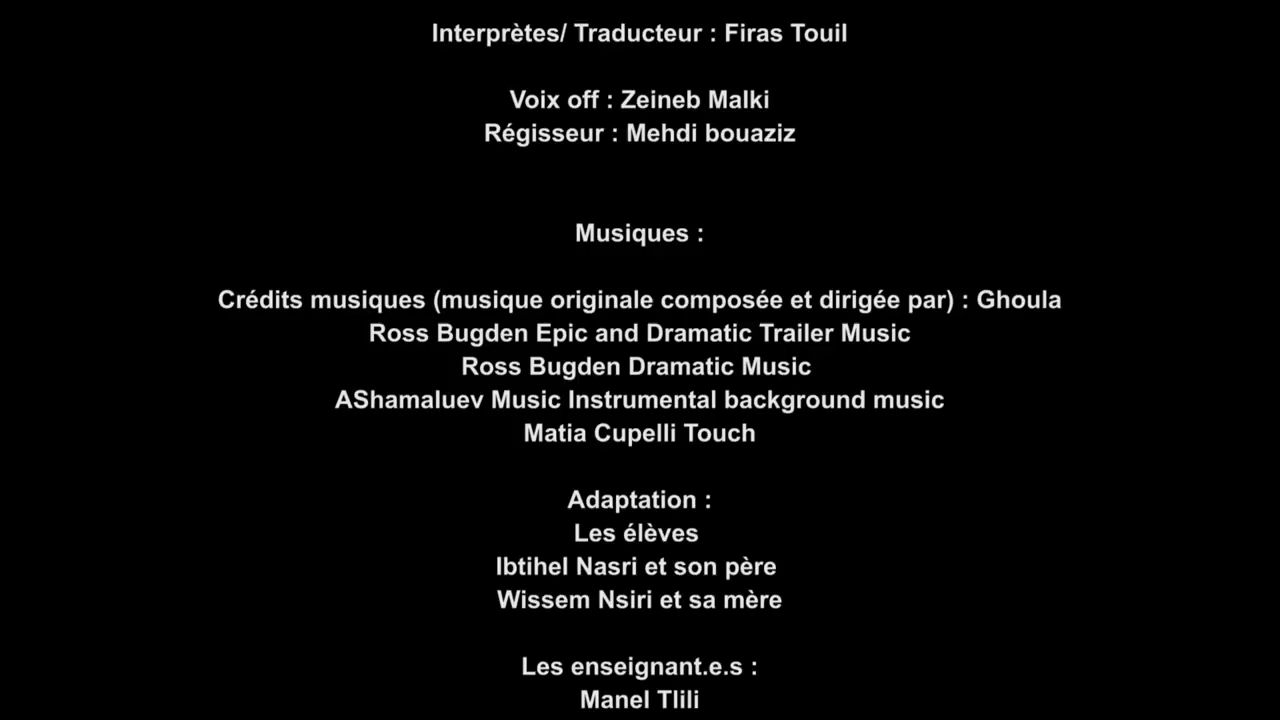 Interprètes/ Traducteur : Firas Touil
Voix off : Zeineb Malki
Régisseur : Mehdi bouaziz
Musiques :
Crédits musiques (musique originale composée et dirigée par) : Ghoula
Ross Bugden Epic and Dramatic Trailer Music
Ross Bugden Dramatic Music
AShamaluev Music Instrumental background music
Matia Cupelli Touch
Adaptation :
Les élèves
Ibtihel Nasri et son père
Wissem Nsiri et sa mère
Les enseignant.e.s :
Manel Tlili